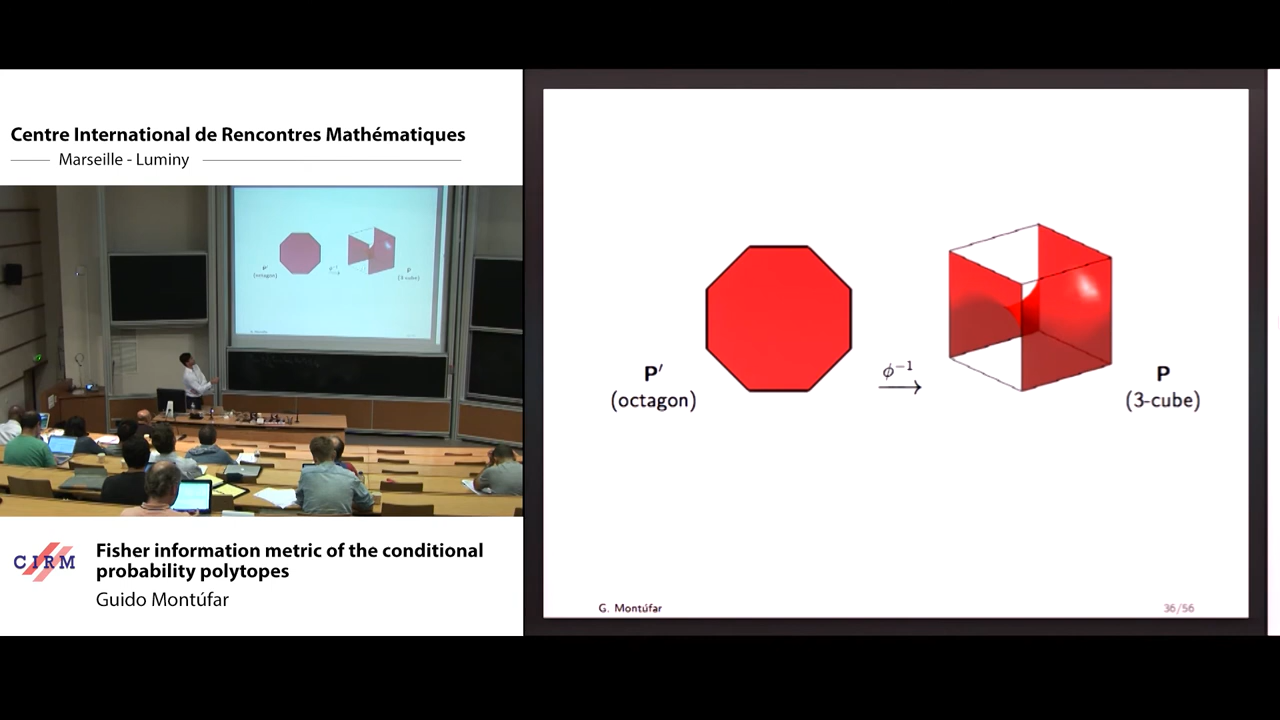 Centre International de Rencontres Mathématiques
Marseille - Luminy
P′
(octagon)
ϕ⁻¹
P
(3-cube)
CIRM
Fisher information metric of the conditional
probability polytopes
Guido Montúfar
G. Montúfar
36/56